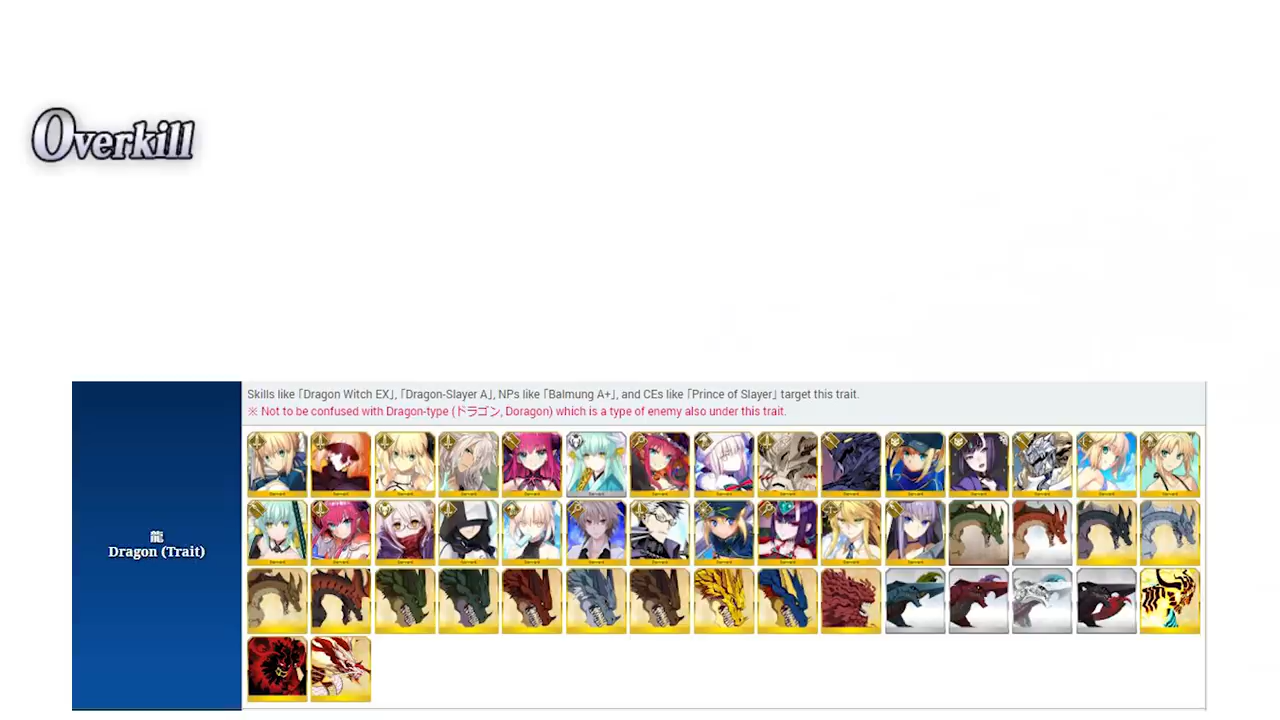 Overkill
Skills like「Dragon Witch EX」,「Dragon-Slayer A」, NPs like「Balmung A+」, and CEs like「Prince of Slayer」target this trait.
※ Not to be confused with Dragon-type (ドラゴン, Doragon) which is a type of enemy also under this trait.
龍
Dragon (Trait)